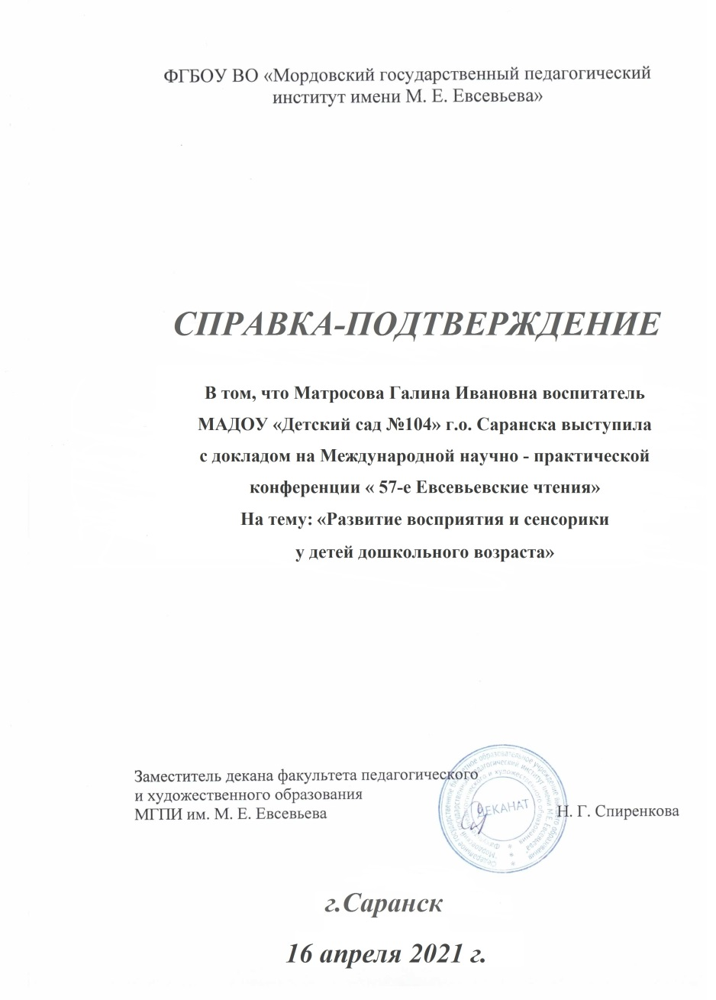 ФГБОУ ВО «Мордовский государственный педагогический
институт имени М. Е. Евсевьева»
СПРАВКА-ПОДТВЕРЖДЕНИЕ
В том, что Матросова Галина Ивановна воспитатель
МАДОУ «Детский сад №104» г.о. Саранска выступила
с докладом на Международной научно - практической
конференции « 57-е Евсевьевские чтения»
На тему: «Развитие восприятия и сенсорики
у детей дошкольного возраста»
Заместитель декана факультета педагогического
и художественного образования
МГПИ им. М. Е. Евсевьева
ДЕКАНАТ
Н. Г. Спиренкова
г.Саранск
16 апреля 2021 г.